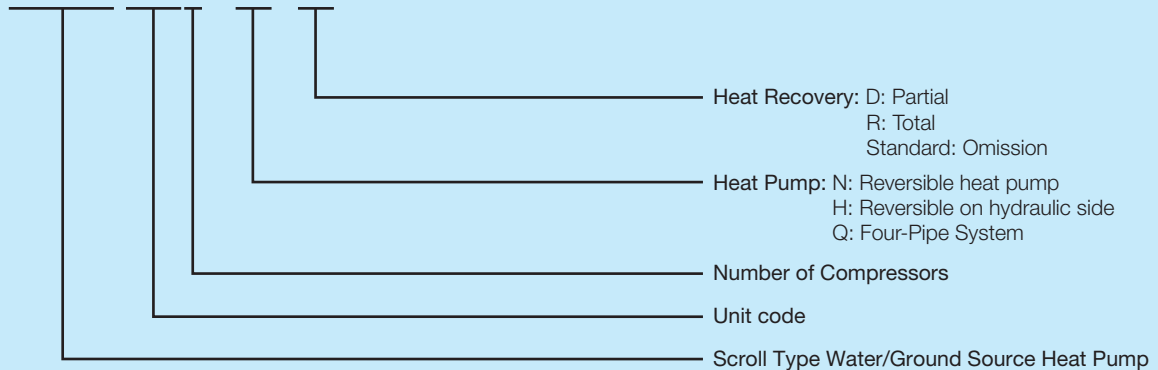 Heat Recovery: D: Partial
R: Total
Standard: Omission
Heat Pump: N: Reversible heat pump
H: Reversible on hydraulic side
Q: Four-Pipe System
Number of Compressors
Unit code
Scroll Type Water/Ground Source Heat Pump